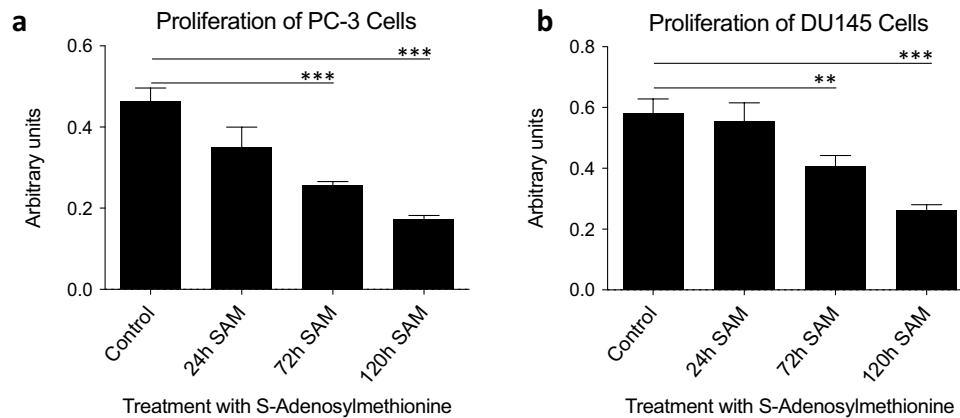 a
Proliferation of PC-3 Cells
Arbitrary units
0.6
0.4
0.2
0.0
***
***
Control
24h SAM
72h SAM
120h SAM
Treatment with S-Adenosylmethionine
b
Proliferation of DU145 Cells
Arbitrary units
0.8
0.6
0.4
0.2
0.0
***
**
Control
24h SAM
72h SAM
120h SAM
Treatment with S-Adenosylmethionine